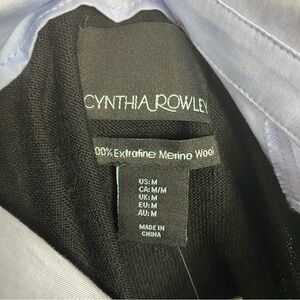 CYNTHIA ROWLEY
00% Extrafine Merino Wool
US: M
CA: M/M
UK: M
EU: M
AU: M
MADE IN
CHINA